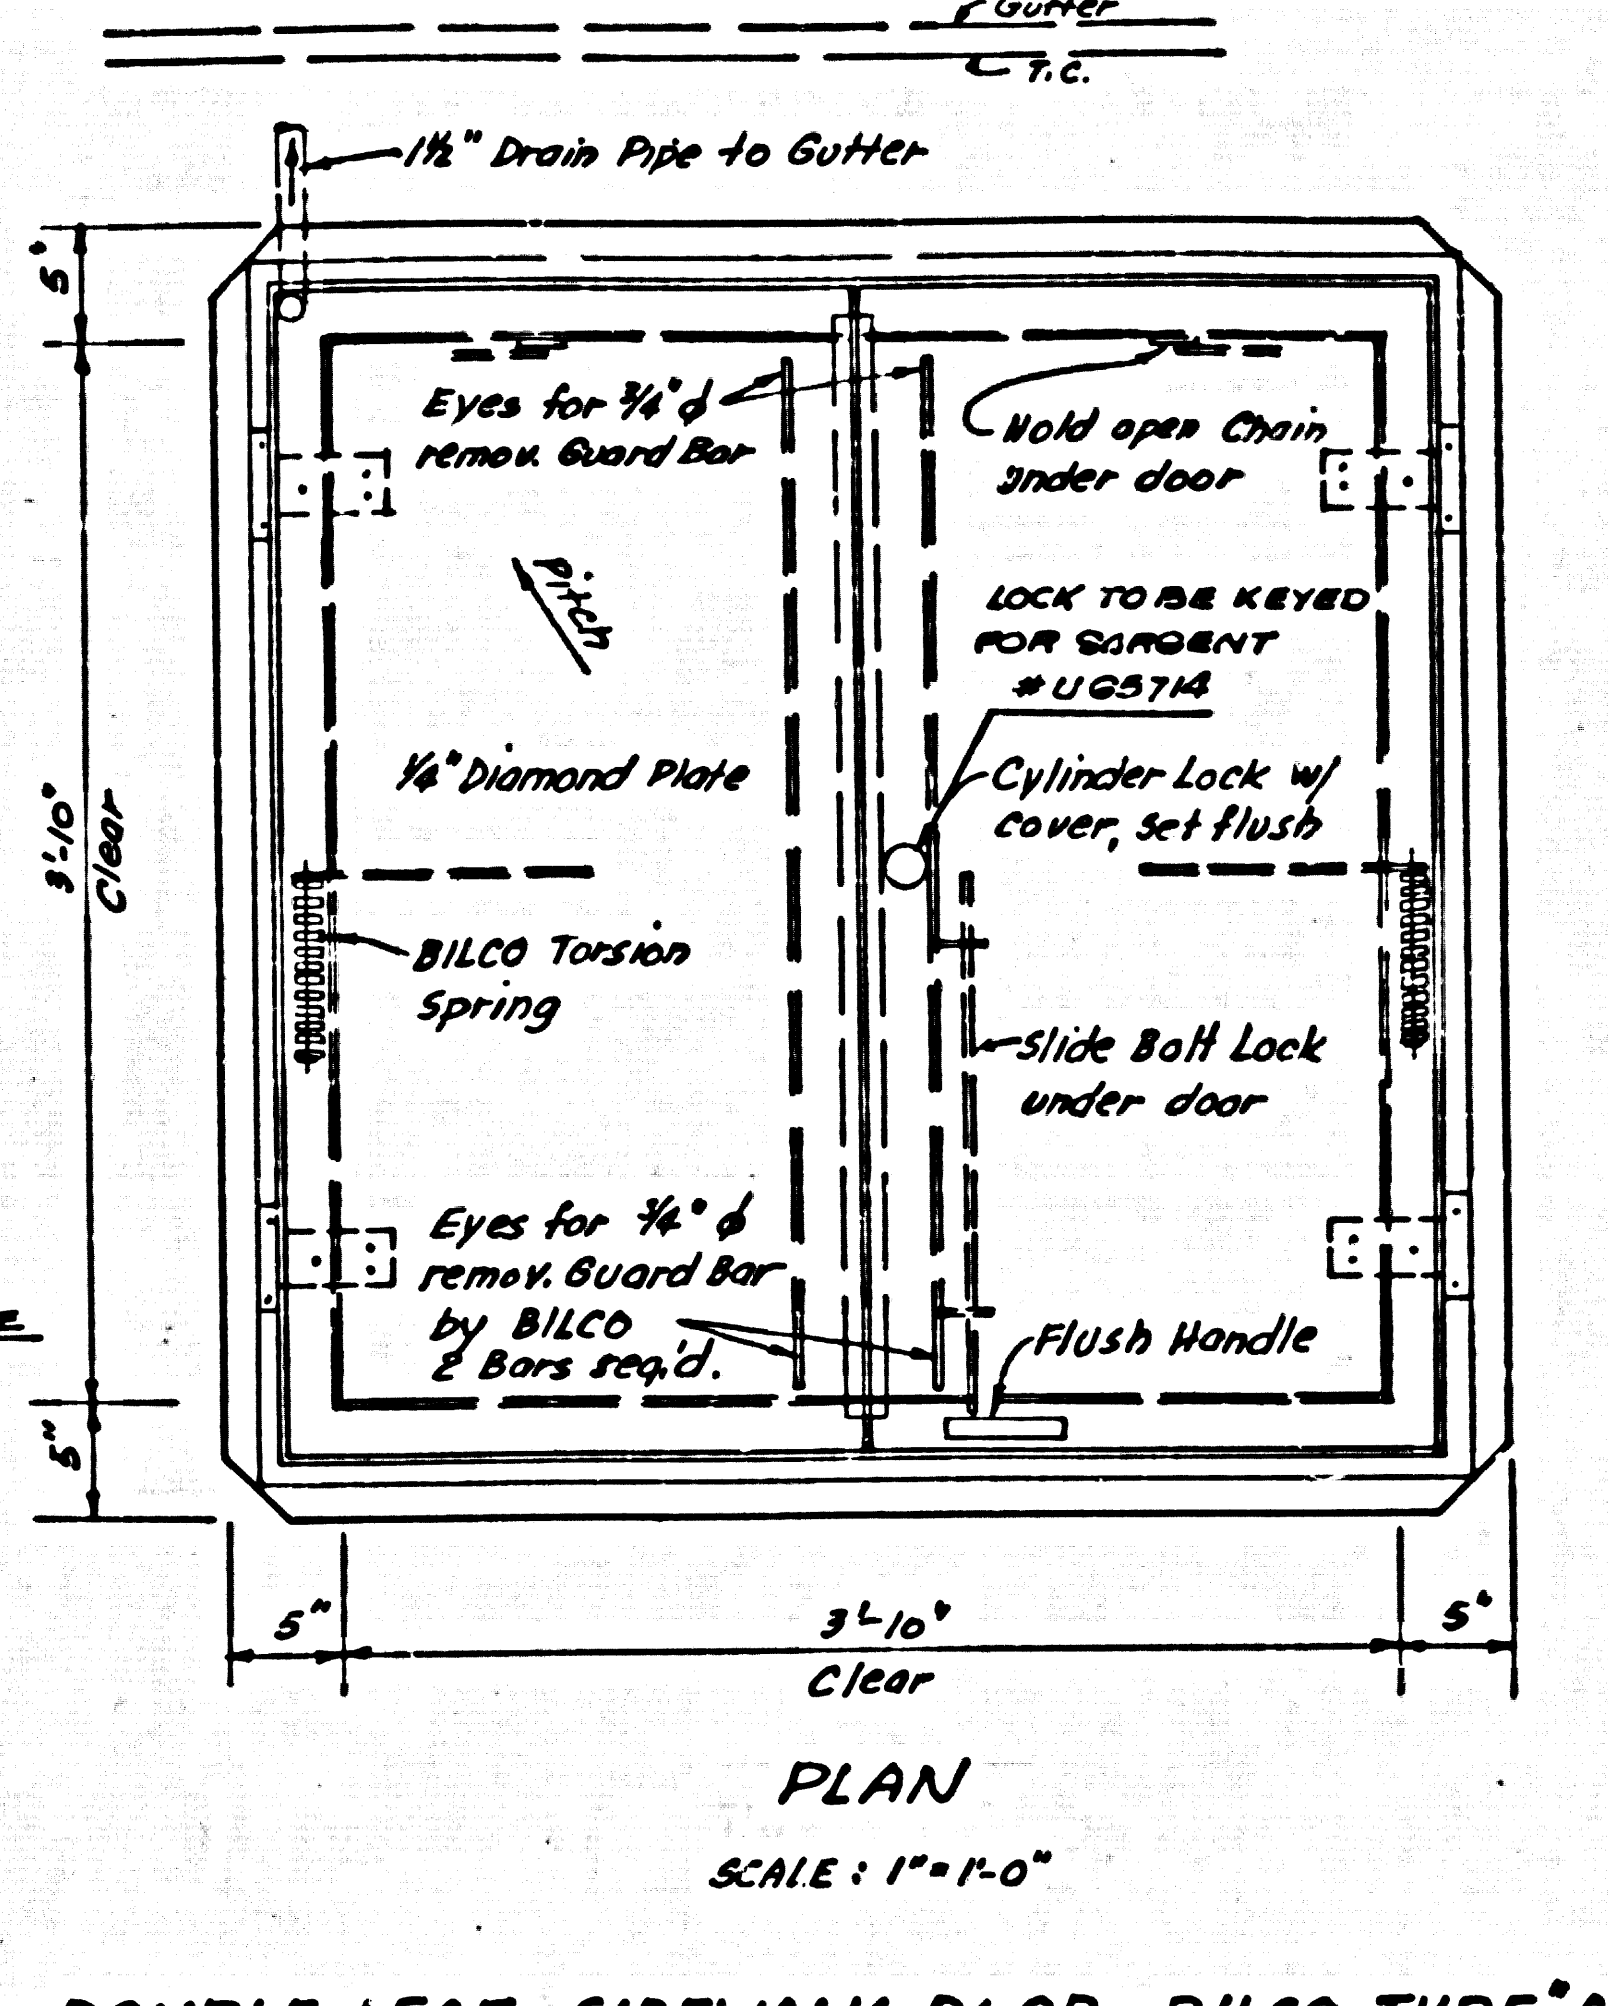 Gutter
T.C.
1½" Drain Pipe to Gutter
5"
Eyes for ¾" ϕ
remov. Guard Bar
Hold open Chain
under door
Pitch
LOCK TO BE KEYED
FOR SARGENT
1/4" Diamond Plate
Cylinder Lock w/
cover, set flush
3'-10"
Clear
BILCO Torsion
Spring
Slide Bolt Lock
under door
Eyes for ¾" ϕ
remov. Guard Bar
by BILCO
2 Bars req'd.
Flush Handle
5"
5"
3'-10"
5"
Clear
PLAN
SCALE : 1" = 1'-0"